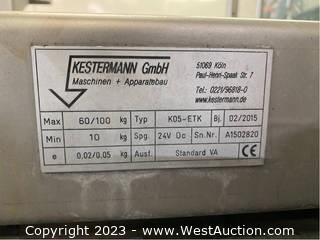 KESTERMANN GmbH
Maschinen + Apparatebau
51069 Köln
Paul-Henri-Spaak Str. 7
Tel.: 0221/96818-0
www.kestermann.de
Max 60/100 kg Typ K05-ETK Bj. 02/2015
Min 10 kg Spg. 24V Dc Sn.Nr. A1502820
e 0.02/0.05 kg Ausf. Standard VA CE
Copyright 2023 - www.WestAuction.com